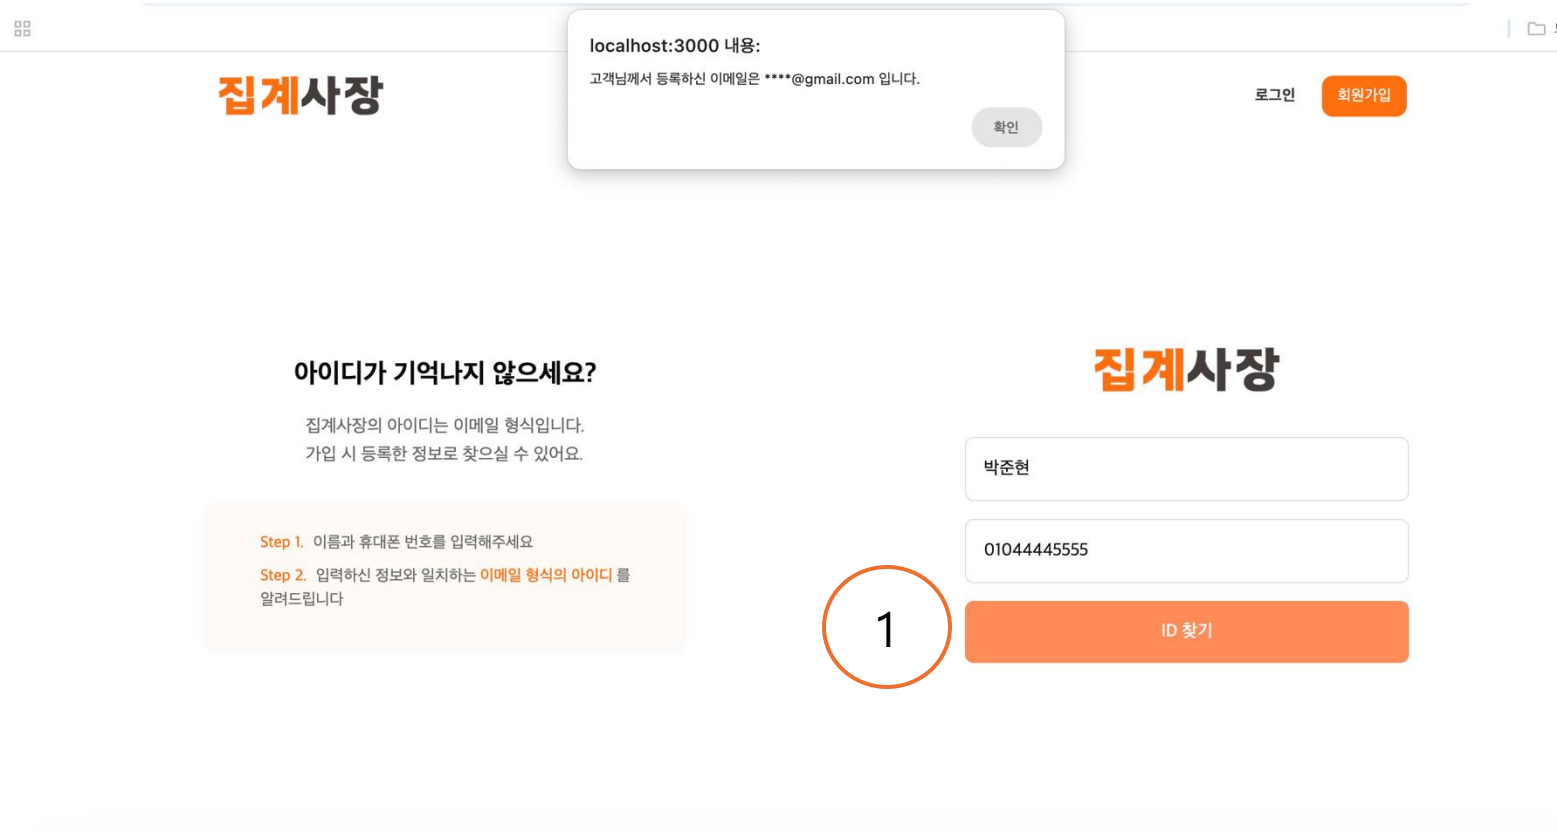 localhost:3000 내용:
고객님께서 등록하신 이메일은 ****@gmail.com 입니다.
확인
집계사장
로그인
회원가입
아이디가 기억나지 않으세요?
집계사장의 아이디는 이메일 형식입니다.
가입 시 등록한 정보로 찾으실 수 있어요.
Step 1. 이름과 휴대폰 번호를 입력해주세요
Step 2. 입력하신 정보와 일치하는 이메일 형식의 아이디 를
알려드립니다
집계사장
박준현
01044445555
1
ID 찾기